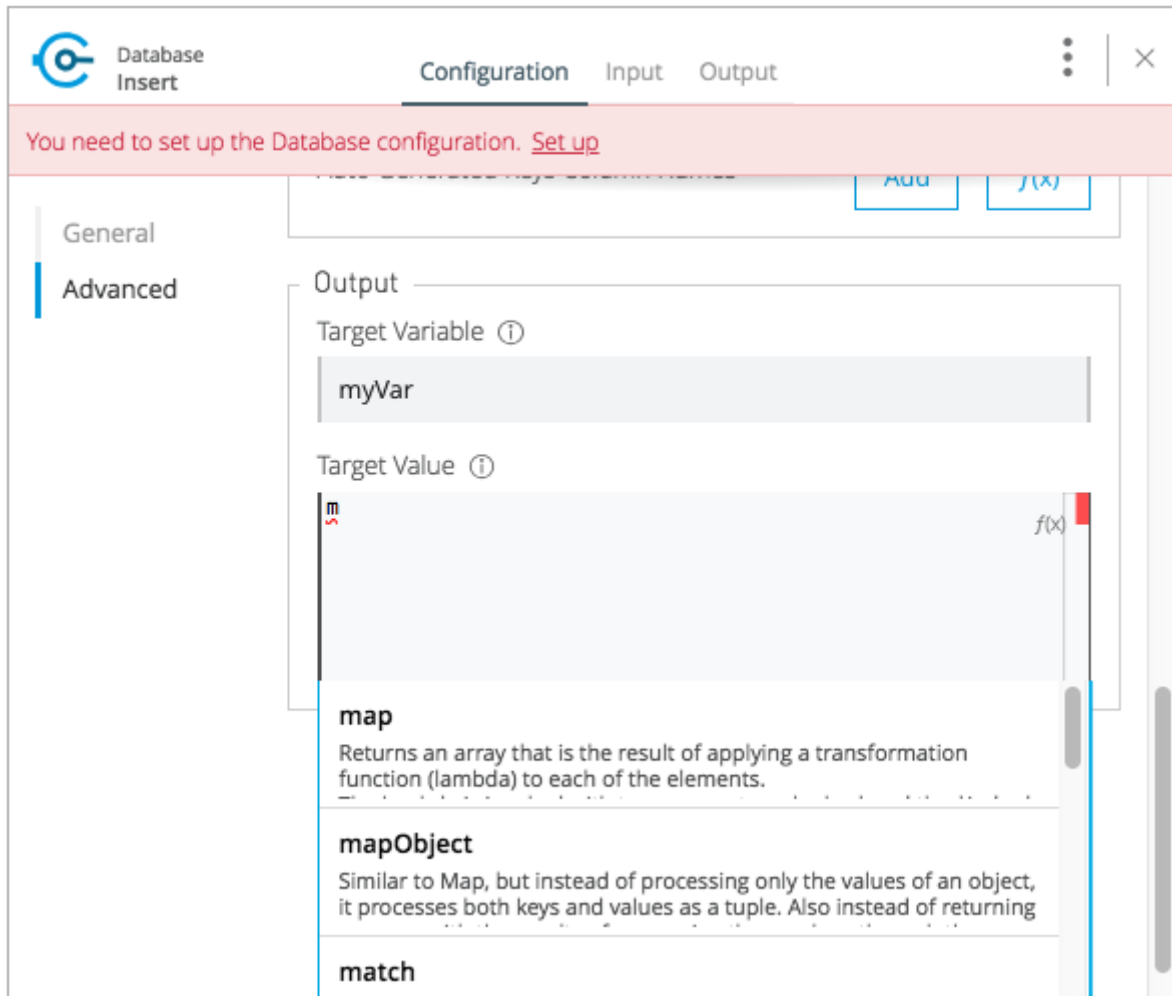 Database
Insert
Configuration Input Output
You need to set up the Database configuration. Set up
Add f(x)
General
Advanced
Output
Target Variable
myVar
Target Value
m
f(x)
map
Returns an array that is the result of applying a transformation
function (lambda) to each of the elements.
mapObject
Similar to Map, but instead of processing only the values of an object,
it processes both keys and values as a tuple. Also instead of returning
match